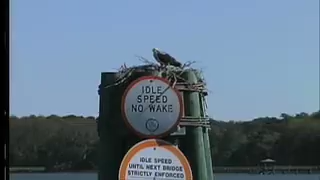 IDLE
SPEED
NO WAKE
IDLE SPEED
UNTIL NEXT BRIDGE
STRICTLY ENFORCED